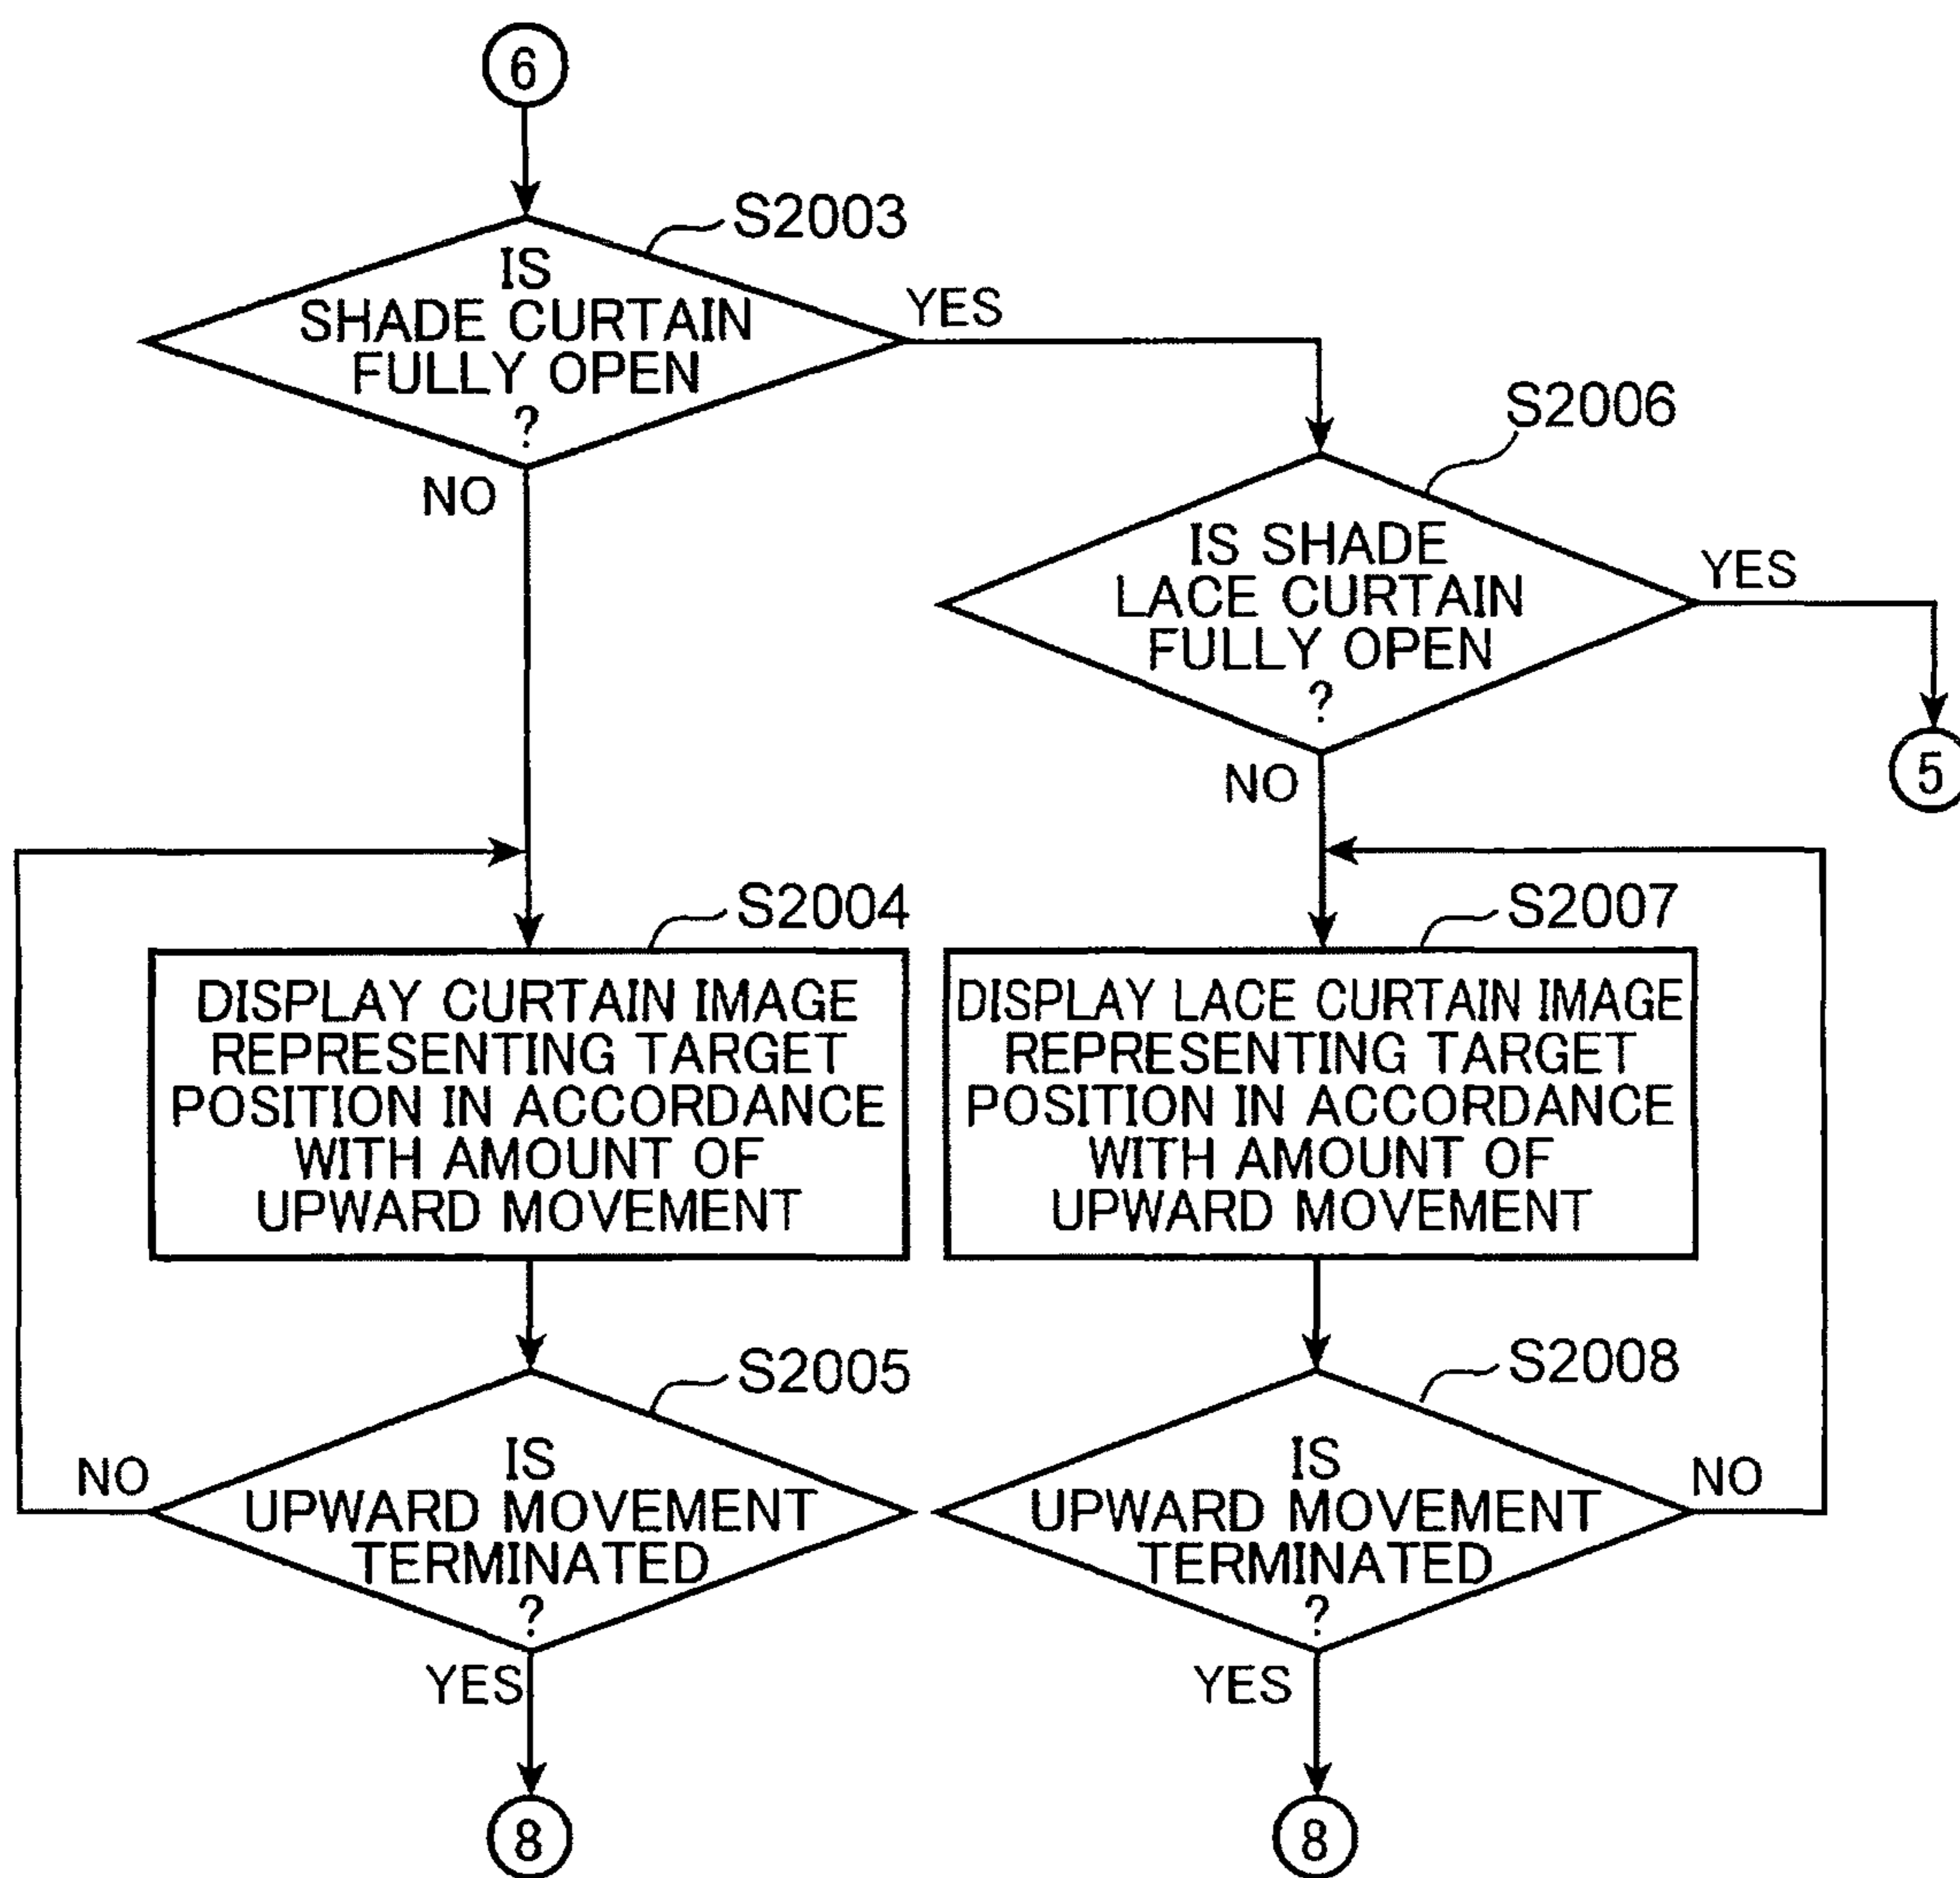 6
S2003
IS
SHADE CURTAIN
FULLY OPEN
?
YES
NO
S2006
IS SHADE
LACE CURTAIN
FULLY OPEN
?
YES
NO
5
S2004
DISPLAY CURTAIN IMAGE
REPRESENTING TARGET
POSITION IN ACCORDANCE
WITH AMOUNT OF
UPWARD MOVEMENT
S2007
DISPLAY LACE CURTAIN IMAGE
REPRESENTING TARGET
POSITION IN ACCORDANCE
WITH AMOUNT OF
UPWARD MOVEMENT
S2005
IS
UPWARD MOVEMENT
TERMINATED
?
NO
YES
8
S2008
IS
UPWARD MOVEMENT
TERMINATED
?
NO
YES
8